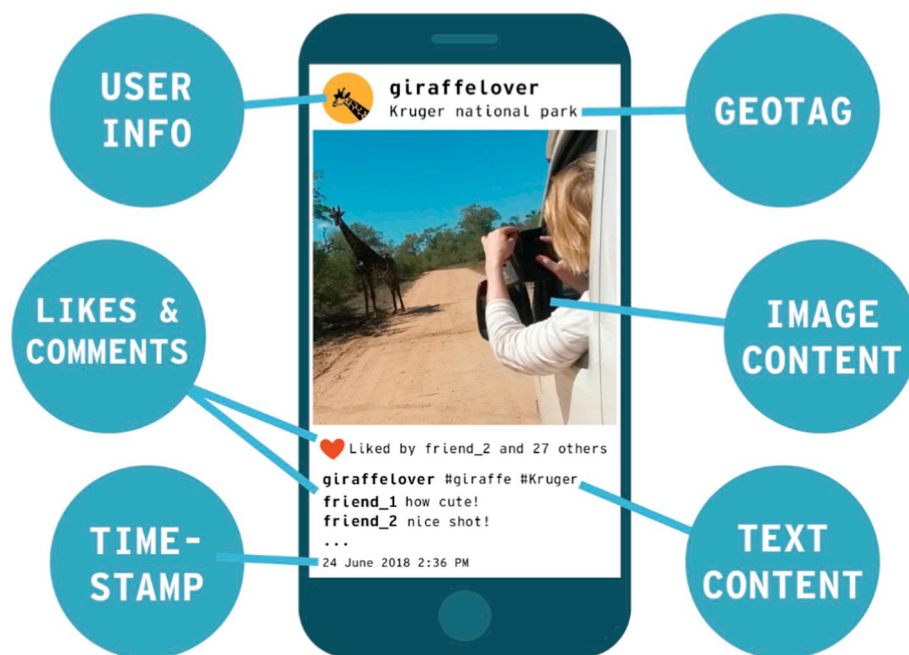 USER
INFO
giraffelover
Kruger national park
GEOTAG
LIKES &
COMMENTS
IMAGE
CONTENT
Liked by friend_2 and 27 others
giraffelover #giraffe #Kruger
friend_1 how cute!
friend_2 nice shot!
...
24 June 2018 2:36 PM
TIME-
STAMP
TEXT
CONTENT